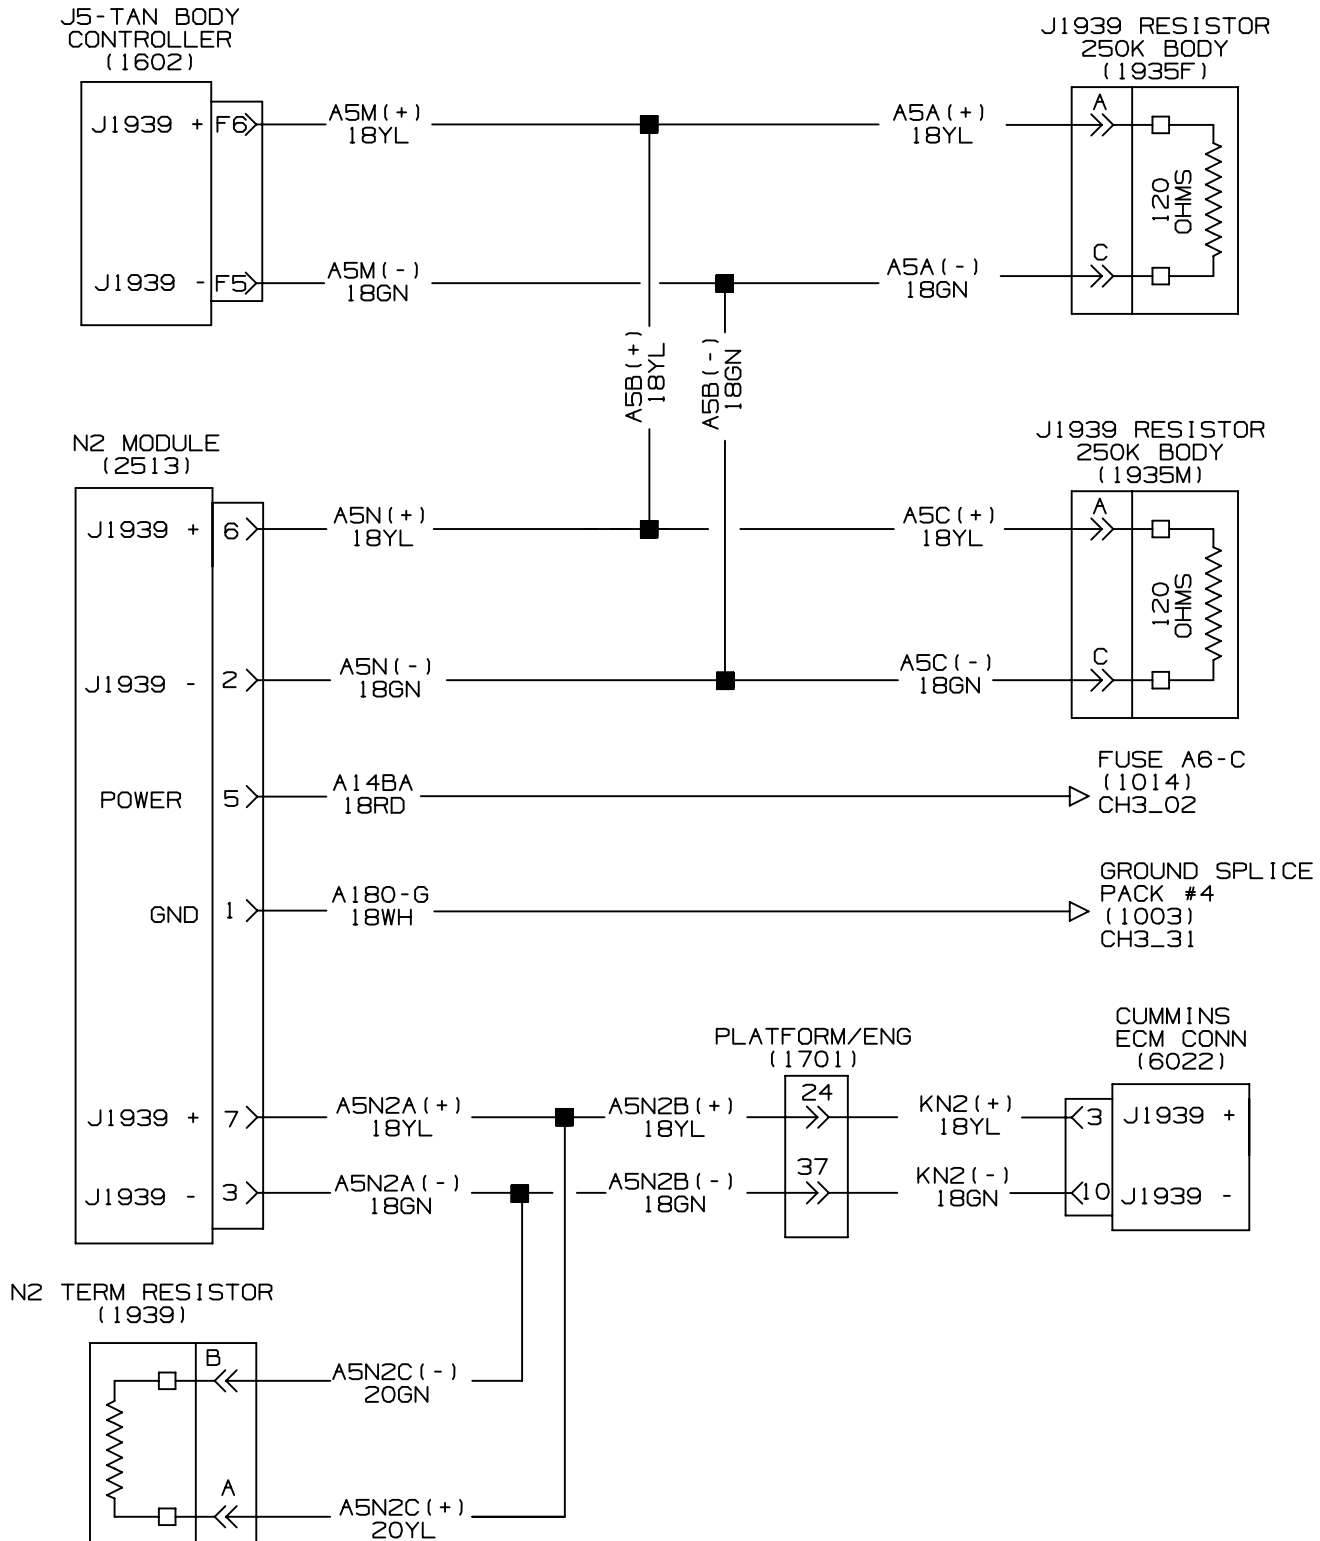 J5-TAN BODY
CONTROLLER
(1602)
J1939 +
F6
J1939 -
F5
A5M(+)
18YL
A5M(-)
18GN
A5A(+)
18YL
A5A(-)
18GN
J1939 RESISTOR
250K BODY
(1935F)
A
C
120
OHMS
A5B(+)
18YL
A5B(-)
18GN
N2 MODULE
(2513)
J1939 +
6
J1939 -
2
POWER
5
GND
1
J1939 +
7
J1939 -
3
A5N(+)
18YL
A5N(-)
18GN
A5C(+)
18YL
A5C(-)
18GN
J1939 RESISTOR
250K BODY
(1935M)
A
C
120
OHMS
A14BA
18RD
FUSE A6-C
(1014)
CH3_02
A180-G
18WH
GROUND SPLICE
PACK #4
(1003)
CH3_31
A5N2A(+)
18YL
A5N2A(-)
18GN
A5N2B(+)
18YL
A5N2B(-)
18GN
PLATFORM/ENG
(1701)
24
37
KN2(+)
18YL
KN2(-)
18GN
CUMMINS
ECM CONN
(6022)
3
J1939 +
10
J1939 -
N2 TERM RESISTOR
(1939)
B
A
A5N2C(-)
20GN
A5N2C(+)
20YL